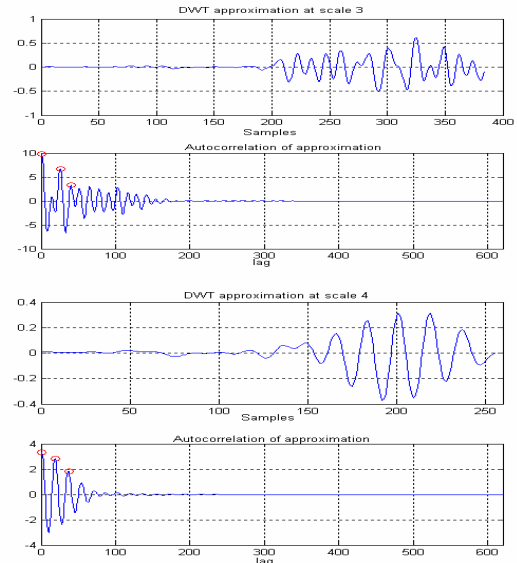 DWT approximation at scale 3
1
0.5
0
-0.5
-1
0 50 100 150 200 250 300 350 400
Samples
Autocorrelation of approximation
10
5
0
-5
-10
0 100 200 300 400 500 600
lag
DWT approximation at scale 4
0.4
0.2
0
-0.2
-0.4
0 50 100 150 200 250
Samples
Autocorrelation of approximation
4
2
0
-2
-4
0 100 200 300 400 500 600
lag